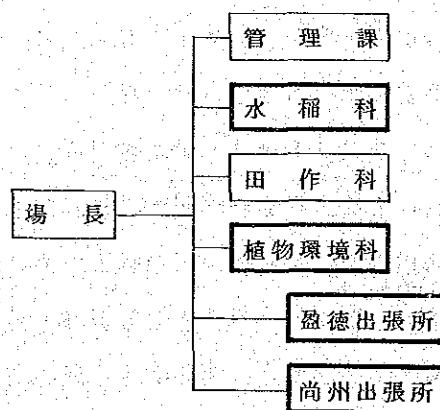 管理課
水稲科
田作科
場長
植物環境科
盈徳出張所
尚州出張所